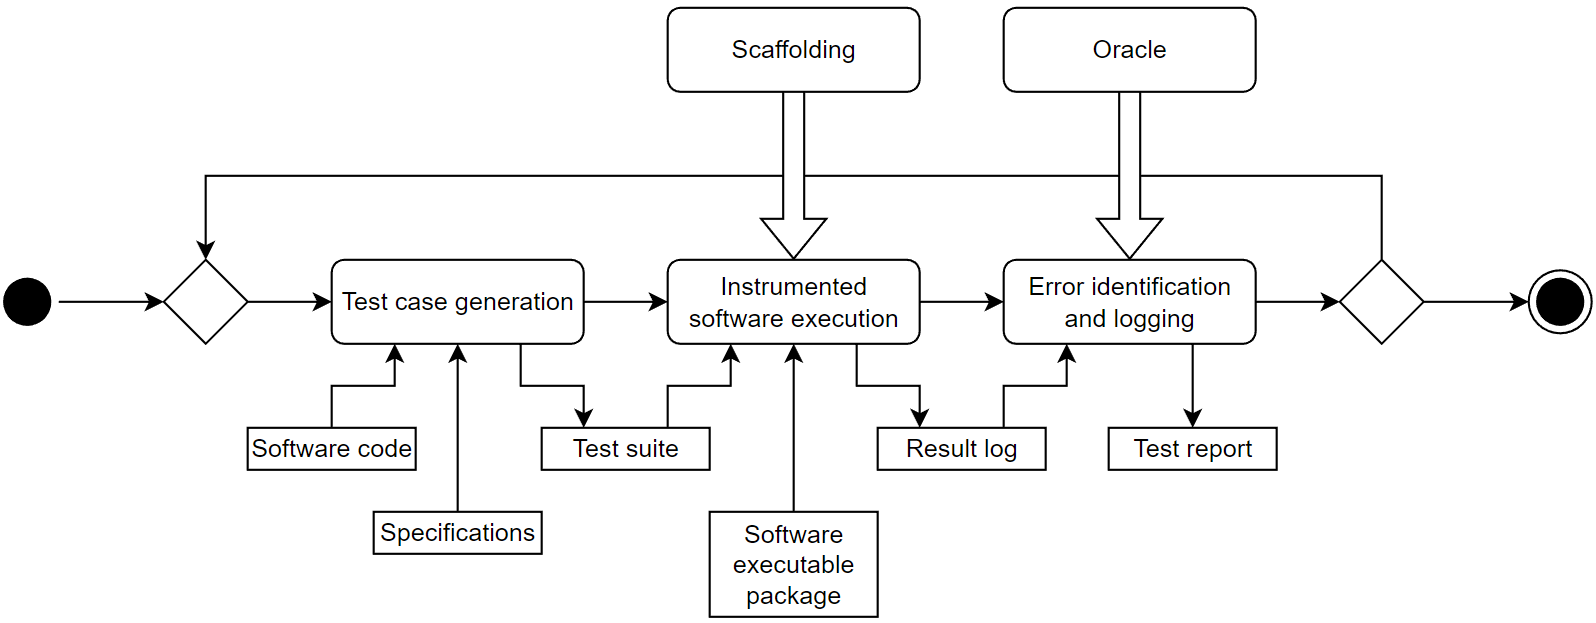 Scaffolding
Oracle
Test case generation
Instrumented
software execution
Error identification
and logging
Software code
Test suite
Result log
Test report
Specifications
Software
executable
package